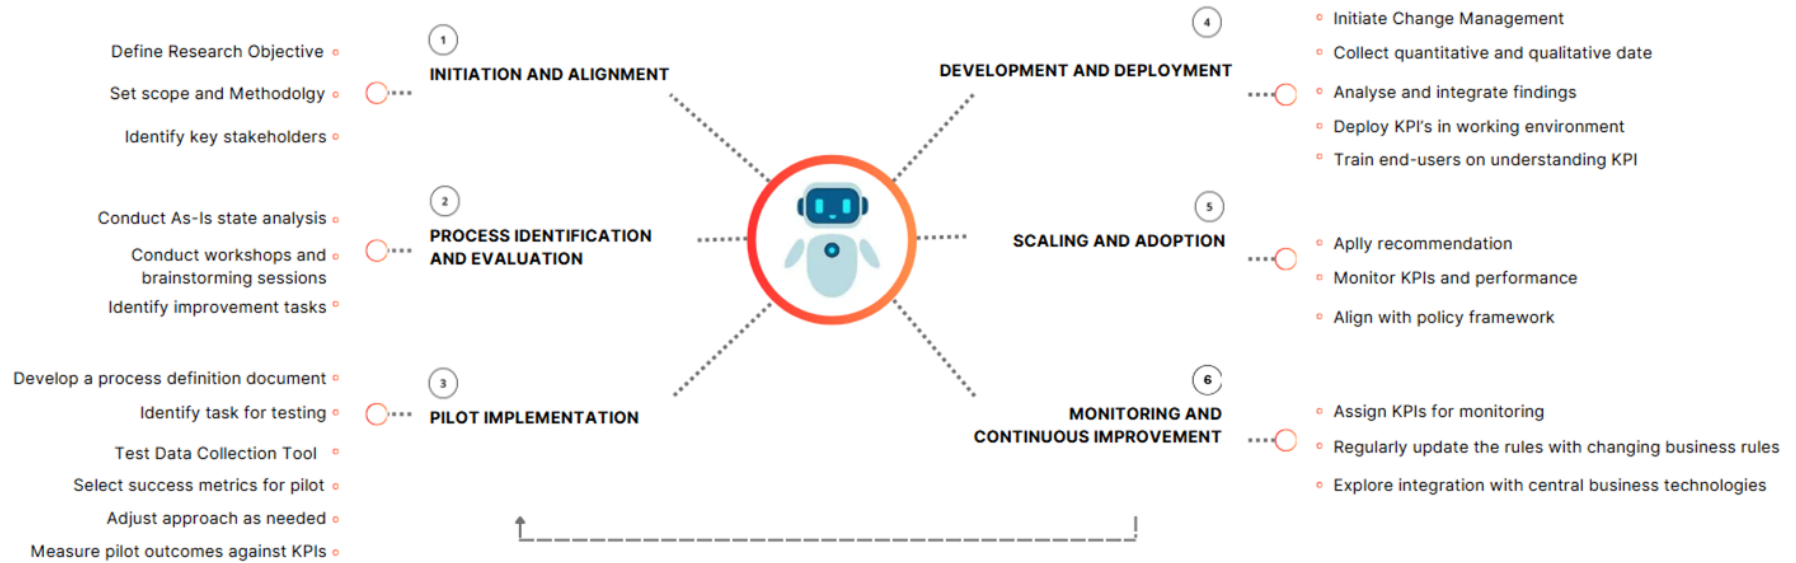 1
INITIATION AND ALIGNMENT
Define Research Objective
Set scope and Methodolgy
Identify key stakeholders
2
PROCESS IDENTIFICATION
AND EVALUATION
Conduct As-Is state analysis
Conduct workshops and
brainstorming sessions
Identify improvement tasks
3
PILOT IMPLEMENTATION
Develop a process definition document
Identify task for testing
Test Data Collection Tool
Select success metrics for pilot
Adjust approach as needed
Measure pilot outcomes against KPIs
4
DEVELOPMENT AND DEPLOYMENT
Initiate Change Management
Collect quantitative and qualitative date
Analyse and integrate findings
Deploy KPI's in working environment
Train end-users on understanding KPI
5
SCALING AND ADOPTION
Aplly recommendation
Monitor KPIs and performance
Align with policy framework
6
MONITORING AND
CONTINUOUS IMPROVEMENT
Assign KPIs for monitoring
Regularly update the rules with changing business rules
Explore integration with central business technologies